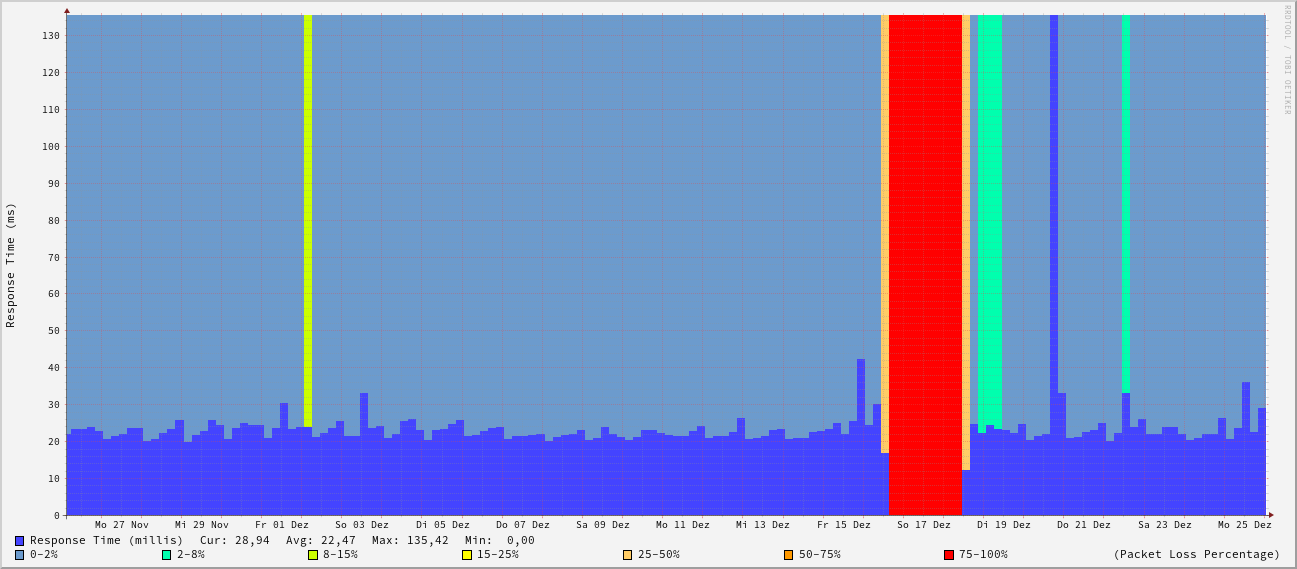 RRDTOOL / TOBI OETIKER
Response Time (ms)
130
120
110
100
90
80
70
60
50
40
30
20
10
0
Mo 27 Nov Mi 29 Nov Fr 01 Dez So 03 Dez Di 05 Dez Do 07 Dez Sa 09 Dez Mo 11 Dez Mi 13 Dez Fr 15 Dez So 17 Dez Di 19 Dez Do 21 Dez Sa 23 Dez Mo 25 Dez
Response Time (millis) Cur: 28,94 Avg: 22,47 Max: 135,42 Min: 0,00
0-2% 2-8% 8-15% 15-25% 25-50% 50-75% 75-100% (Packet Loss Percentage)